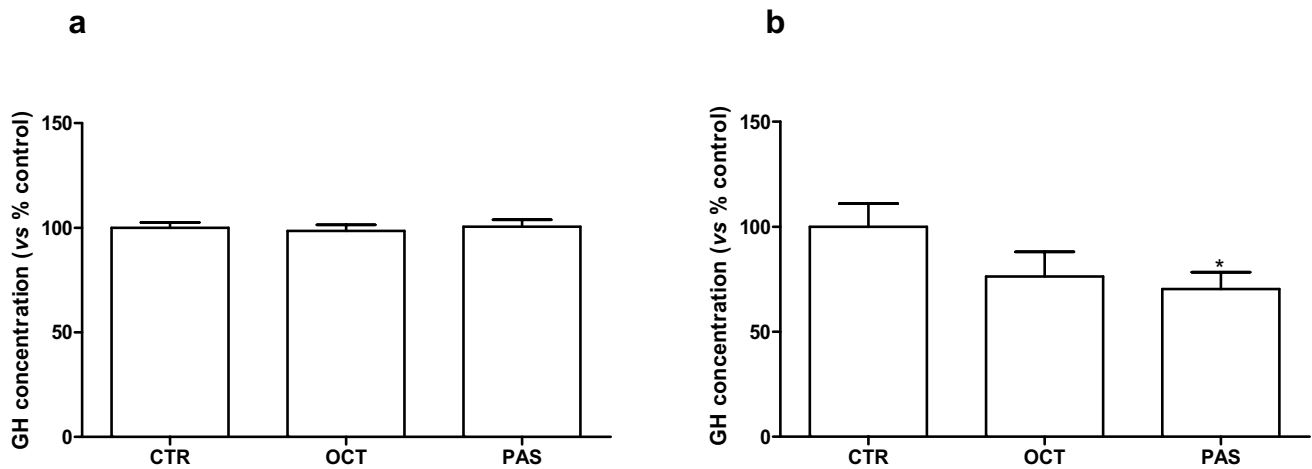 a
GH concentration (vs % control)
150
100
50
0
CTR OCT PAS
b
GH concentration (vs % control)
150
100
50
0
*
CTR OCT PAS